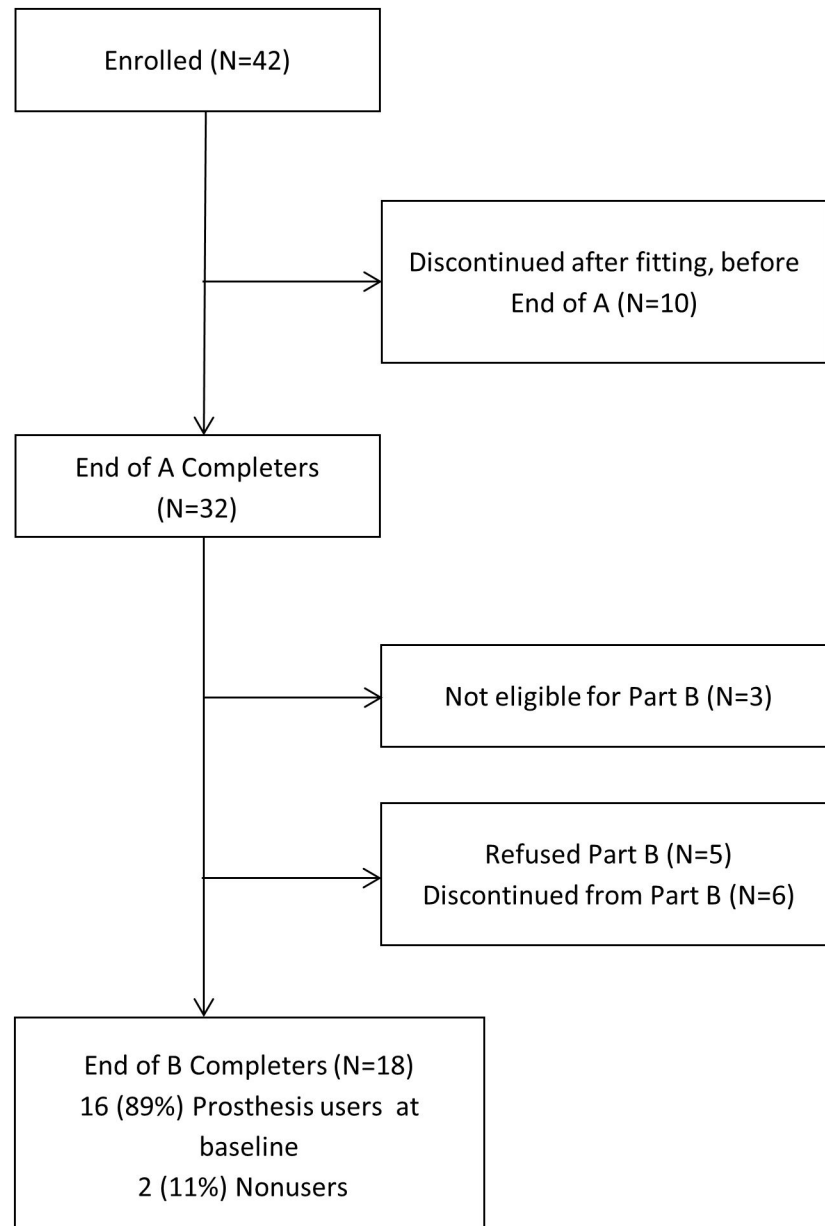 Enrolled (N=42)
Discontinued after fitting, before
End of A (N=10)
End of A Completers
(N=32)
Not eligible for Part B (N=3)
Refused Part B (N=5)
Discontinued from Part B (N=6)
End of B Completers (N=18)
16 (89%) Prosthesis users at
baseline
2 (11%) Nonusers